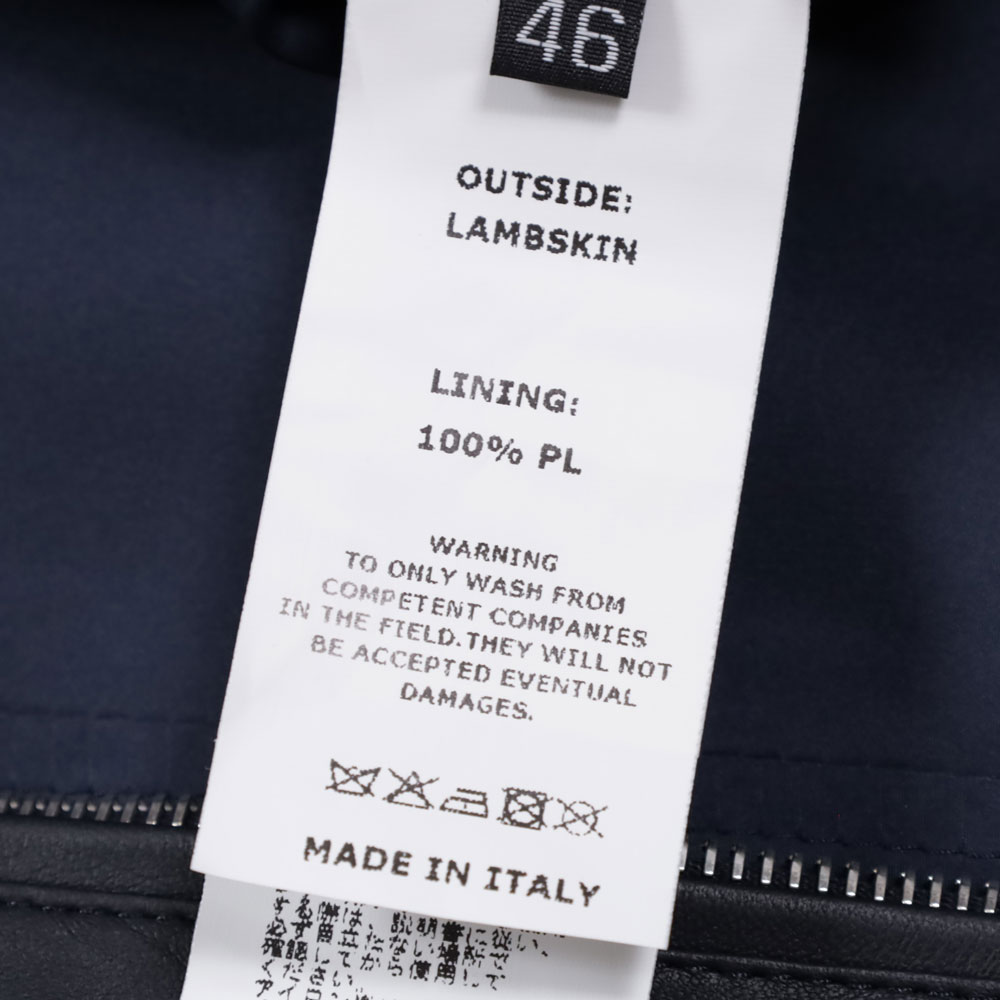 46
OUTSIDE:
LAMBSKIN
LINING:
100% PL
WARNING
TO ONLY WASH FROM
COMPETENT COMPANIES
IN THE FIELD.THEY WILL NOT
BE ACCEPTED EVENTUAL
DAMAGES.
MADE IN ITALY